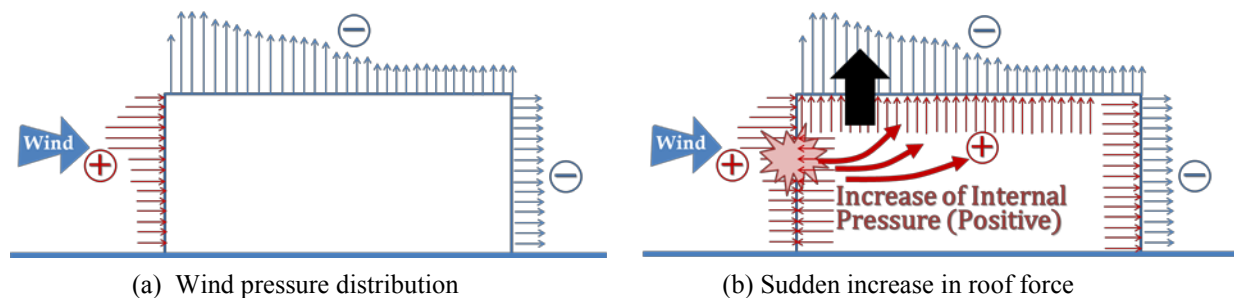 Wind
+
−
−
(a) Wind pressure distribution
Wind
+
−
+
−
Increase of Internal
Pressure (Positive)
(b) Sudden increase in roof force